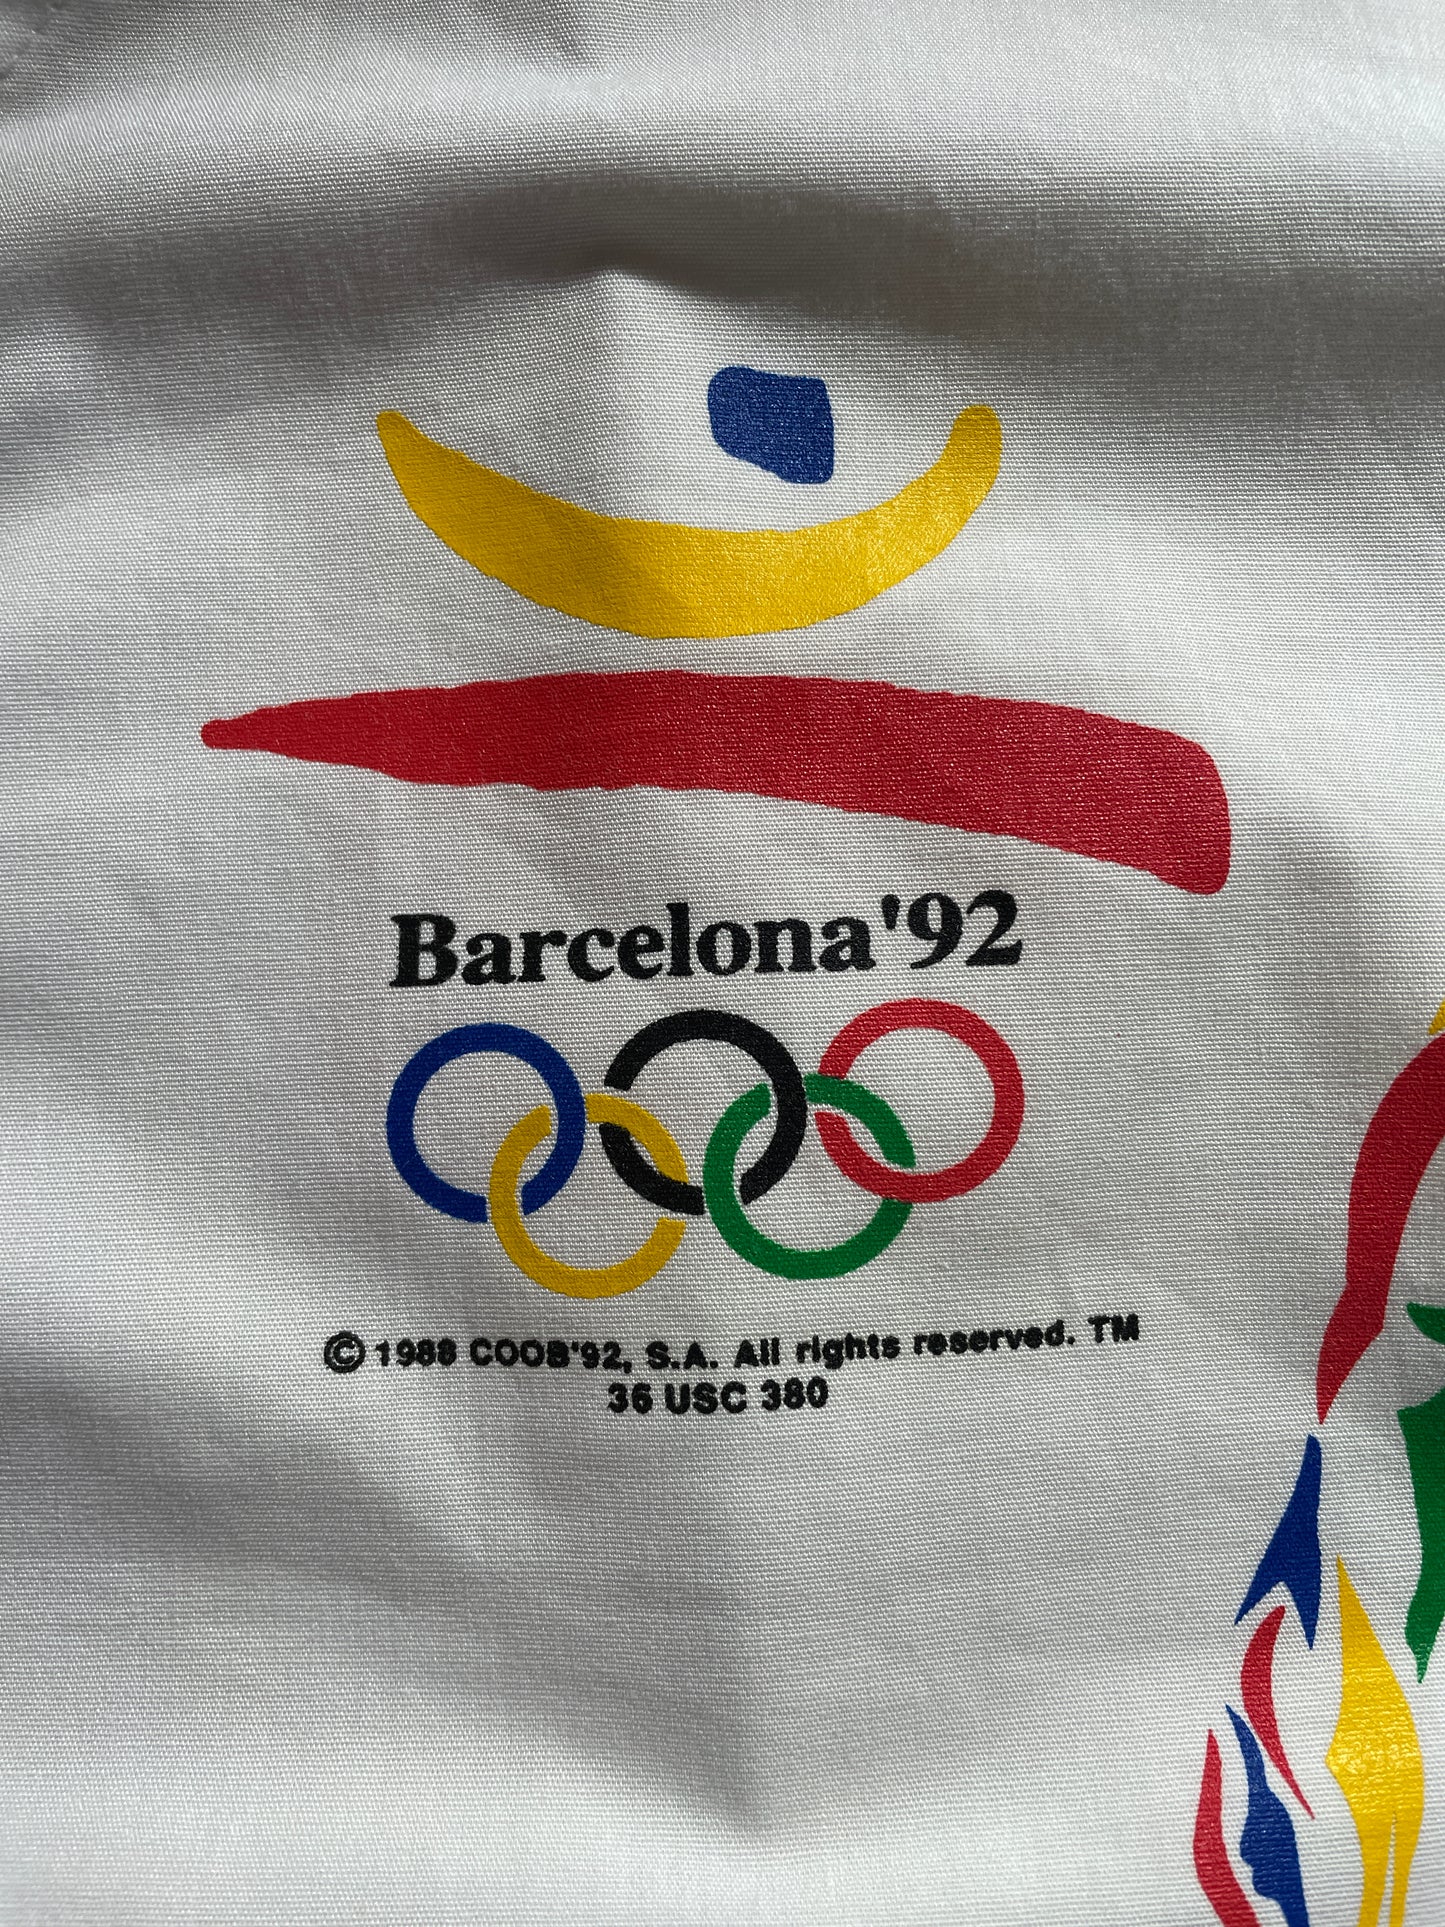 Barcelona'92
© 1988 COOB'92, S.A. All rights reserved. TM
36 USC 380